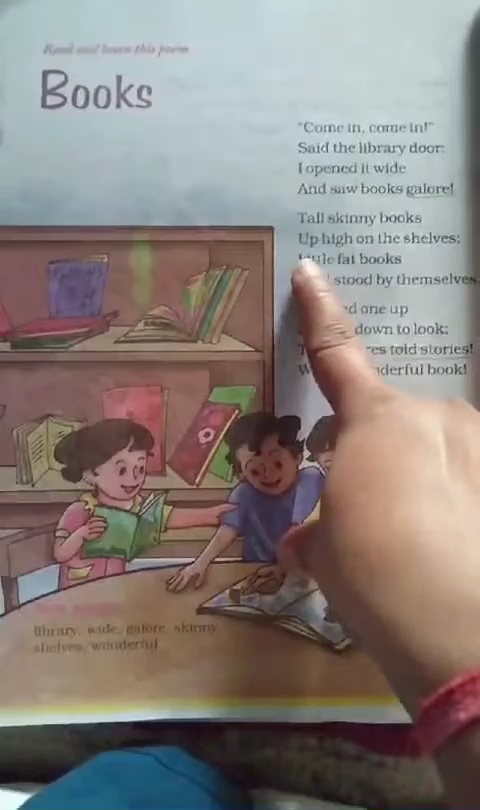 Read and learn this poem
Books
"Come in, come in!"
Said the library door;
I opened it wide
And saw books galore!
Tall skinny books
Up high on the shelves;
Little fat books
stood by themselves.
one up
down to look;
told stories!
book!
library, wide, galore, skinny
shelves, wonderful